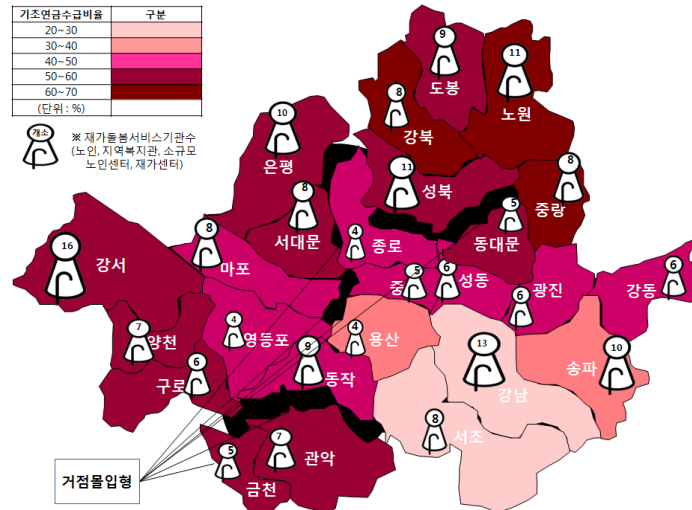 기초연금수급비율 구분
20~30
30~40
40~50
50~60
60~70
(단위 : %)
개소
※ 재가돌봄서비스기관수
(노인, 지역복지관, 소규모
노인센터, 재가센터)
9
도봉
11
노원
8
강북
10
은평
11
성북
8
중랑
8
서대문
5
동대문
4
종로
16
강서
8
마포
5
중
6
성동
6
광진
6
강동
7
양천
4
영등포
4
용산
6
구로
9
동작
13
강남
10
송파
8
서초
5
금천
7
관악
거점몰입형